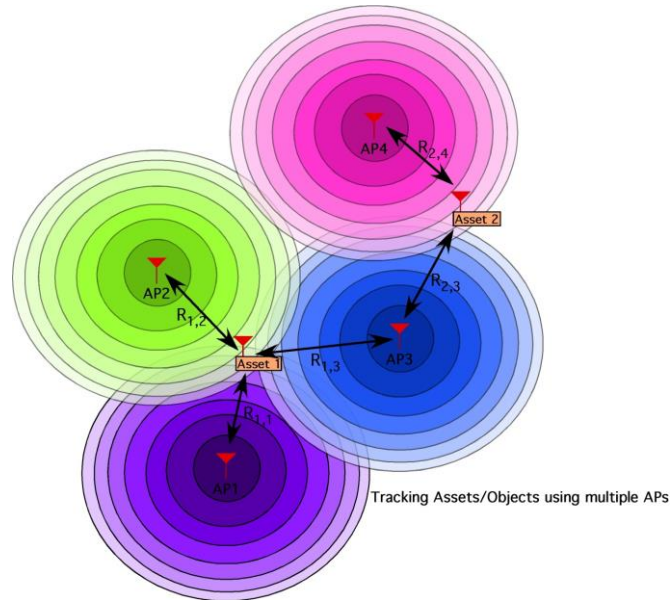 AP4
R2,4
Asset 2
AP2
R2,3
R1,2
AP3
Asset 1
R1,3
R1,1
AP1
Tracking Assets/Objects using multiple APs